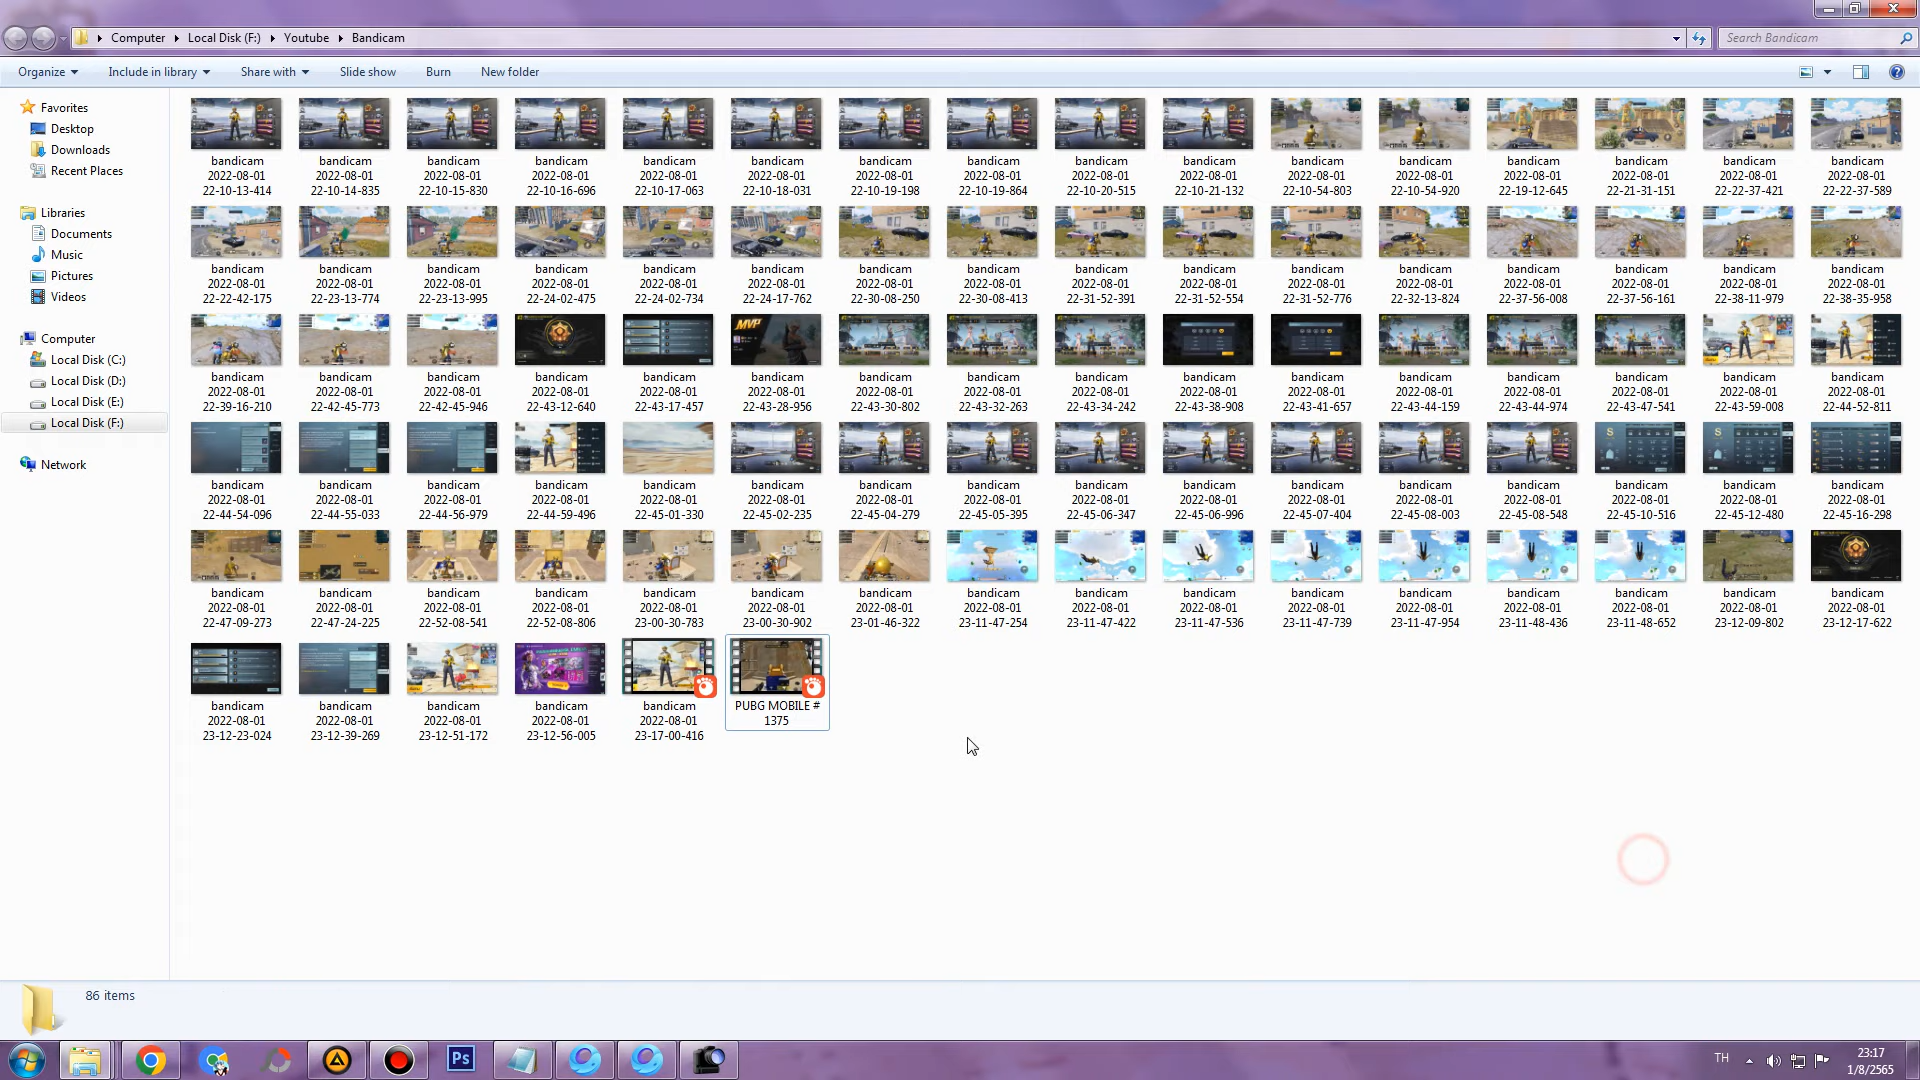 Computer Local Disk (F:) Youtube Bandicam
Search Bandicam
Organize Include in library Share with Slide show Burn New folder
Favorites
Desktop
Downloads
Recent Places
Libraries
Documents
Music
Pictures
Videos
Computer
Local Disk (C:)
Local Disk (D:)
Local Disk (E:)
Local Disk (F:)
Network
bandicam bandicam bandicam bandicam bandicam bandicam bandicam bandicam bandicam bandicam bandicam bandicam bandicam bandicam bandicam bandicam
2022-08-01 2022-08-01 2022-08-01 2022-08-01 2022-08-01 2022-08-01 2022-08-01 2022-08-01 2022-08-01 2022-08-01 2022-08-01 2022-08-01 2022-08-01 2022-08-01 2022-08-01 2022-08-01
22-10-13-414 22-10-14-835 22-10-15-830 22-10-16-696 22-10-17-063 22-10-18-031 22-10-19-198 22-10-19-864 22-10-20-515 22-10-21-132 22-10-54-803 22-10-54-920 22-19-12-645 22-21-31-151 22-22-37-421 22-22-37-589
bandicam bandicam bandicam bandicam bandicam bandicam bandicam bandicam bandicam bandicam bandicam bandicam bandicam bandicam bandicam bandicam
2022-08-01 2022-08-01 2022-08-01 2022-08-01 2022-08-01 2022-08-01 2022-08-01 2022-08-01 2022-08-01 2022-08-01 2022-08-01 2022-08-01 2022-08-01 2022-08-01 2022-08-01 2022-08-01
22-22-42-175 22-23-13-774 22-23-13-995 22-24-02-475 22-24-02-734 22-24-17-762 22-30-08-250 22-30-08-413 22-31-52-391 22-31-52-554 22-31-52-776 22-32-13-824 22-37-56-008 22-37-56-161 22-38-11-979 22-38-35-958
MVP
bandicam bandicam bandicam bandicam bandicam bandicam bandicam bandicam bandicam bandicam bandicam bandicam bandicam bandicam bandicam bandicam
2022-08-01 2022-08-01 2022-08-01 2022-08-01 2022-08-01 2022-08-01 2022-08-01 2022-08-01 2022-08-01 2022-08-01 2022-08-01 2022-08-01 2022-08-01 2022-08-01 2022-08-01 2022-08-01
22-39-16-210 22-42-45-773 22-42-45-946 22-43-12-640 22-43-17-457 22-43-28-956 22-43-30-802 22-43-32-263 22-43-34-242 22-43-38-908 22-43-41-657 22-43-44-159 22-43-44-974 22-43-47-541 22-43-59-008 22-44-52-811
bandicam bandicam bandicam bandicam bandicam bandicam bandicam bandicam bandicam bandicam bandicam bandicam bandicam bandicam bandicam bandicam
2022-08-01 2022-08-01 2022-08-01 2022-08-01 2022-08-01 2022-08-01 2022-08-01 2022-08-01 2022-08-01 2022-08-01 2022-08-01 2022-08-01 2022-08-01 2022-08-01 2022-08-01 2022-08-01
22-44-54-096 22-44-55-033 22-44-56-979 22-44-59-496 22-45-01-330 22-45-02-235 22-45-04-279 22-45-05-395 22-45-06-347 22-45-06-996 22-45-07-404 22-45-08-003 22-45-08-548 22-45-10-516 22-45-12-480 22-45-16-298
bandicam bandicam bandicam bandicam bandicam bandicam bandicam bandicam bandicam bandicam bandicam bandicam bandicam bandicam bandicam bandicam
2022-08-01 2022-08-01 2022-08-01 2022-08-01 2022-08-01 2022-08-01 2022-08-01 2022-08-01 2022-08-01 2022-08-01 2022-08-01 2022-08-01 2022-08-01 2022-08-01 2022-08-01 2022-08-01
22-47-09-273 22-47-24-225 22-52-08-541 22-52-08-806 23-00-30-783 23-00-30-902 23-01-46-322 23-11-47-254 23-11-47-422 23-11-47-536 23-11-47-739 23-11-47-954 23-11-48-436 23-11-48-652 23-12-09-802 23-12-17-622
bandicam bandicam bandicam bandicam bandicam PUBG MOBILE #
2022-08-01 2022-08-01 2022-08-01 2022-08-01 2022-08-01 1375
23-12-23-024 23-12-39-269 23-12-51-172 23-12-56-005 23-17-00-416
86 items
Ps
TH
23:17
1/8/2565